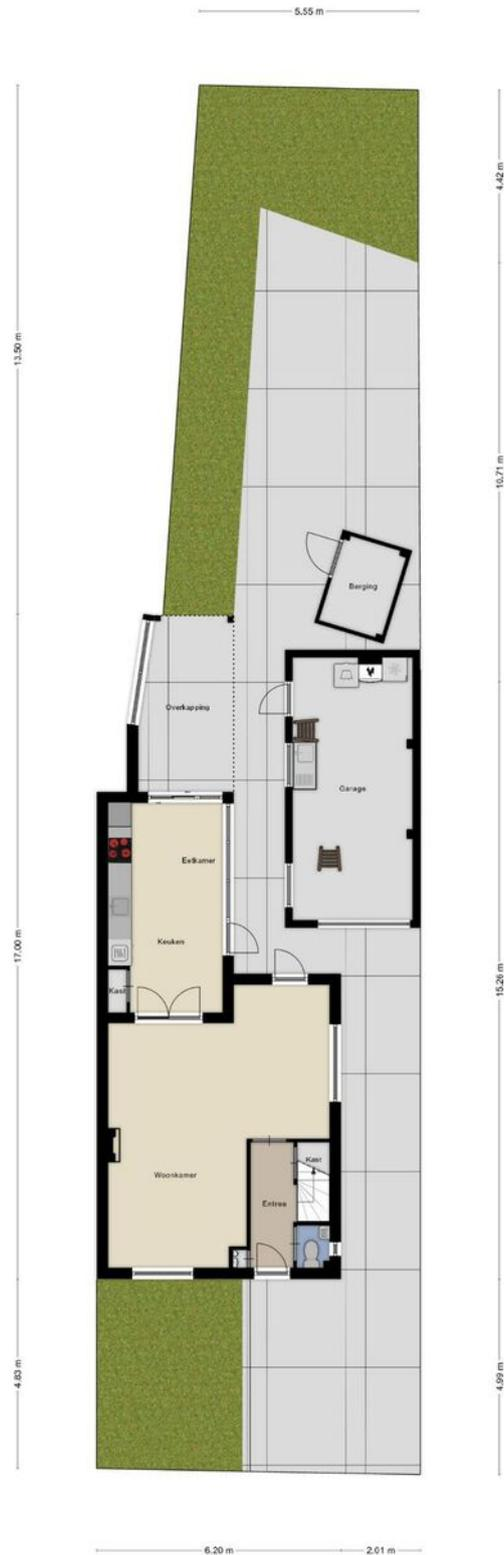 5.55 m
4.42 m
13.50 m
10.71 m
Berging
Overkapping
Garage
Eetkamer
Keuken
17.00 m
Kast
15.26 m
Kast
Woonkamer
Entree
4.83 m
4.99 m
6.20 m
2.01 m